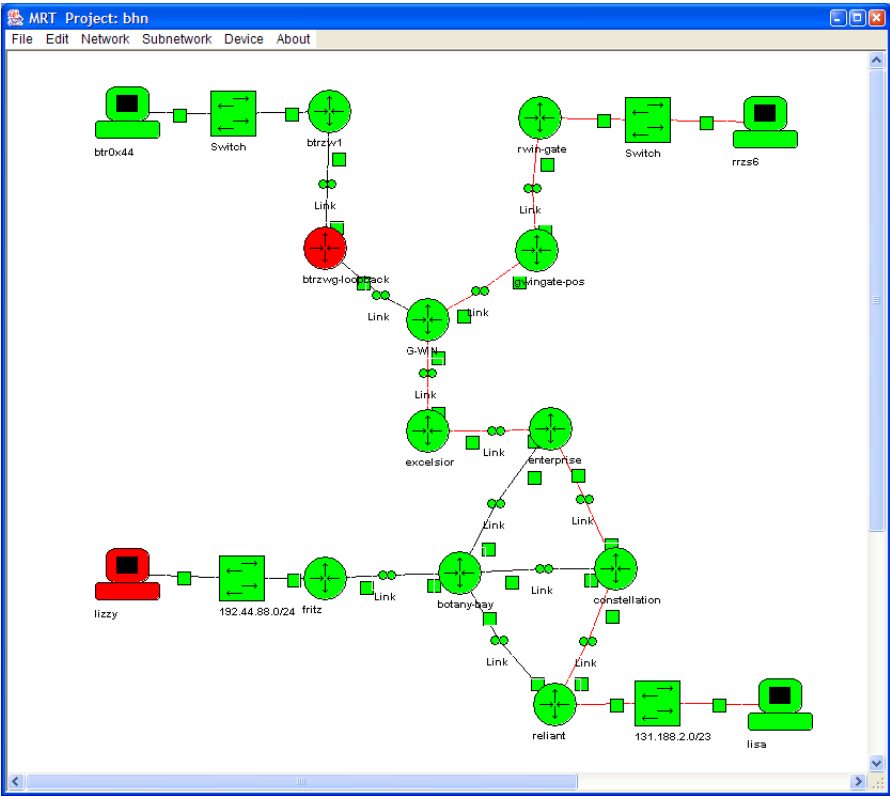 MRT Project: bhn
File Edit Network Subnetwork Device About
btr0x44
Switch
btrzw1
rwin-gate
Switch
rrzs6
Link
Link
btrzwg-loopback
gwingate-pos
Link
Link
G-WIN
Link
excelsior
Link
enterprise
Link
Link
lizzy
192.44.88.0/24
fritz
Link
botany-bay
Link
constellation
Link
Link
reliant
131.188.2.0/23
lisa